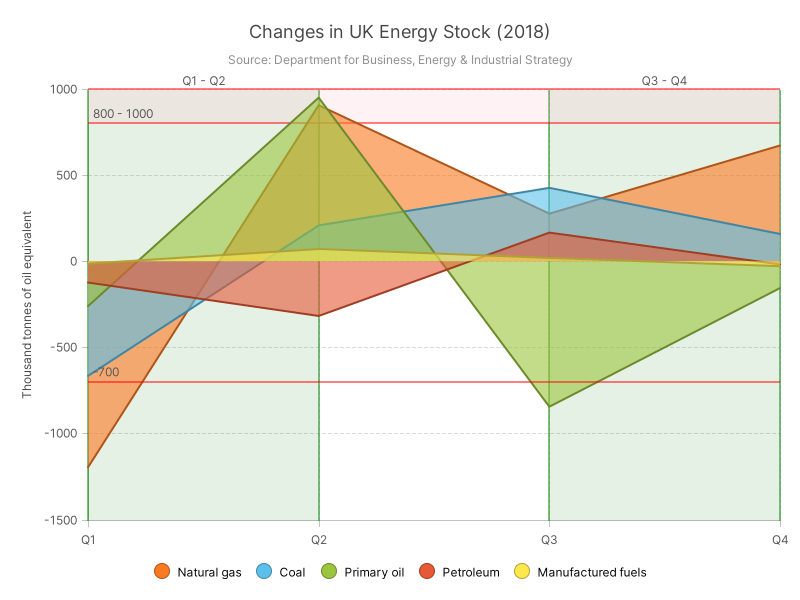 Changes in UK Energy Stock (2018)
Source: Department for Business, Energy & Industrial Strategy
Q1 - Q2
Q3 - Q4
1000
800 - 1000
500
0
-500
-700
-1000
-1500
Thousand tonnes of oil equivalent
Q1
Q2
Q3
Q4
Natural gas
Coal
Primary oil
Petroleum
Manufactured fuels